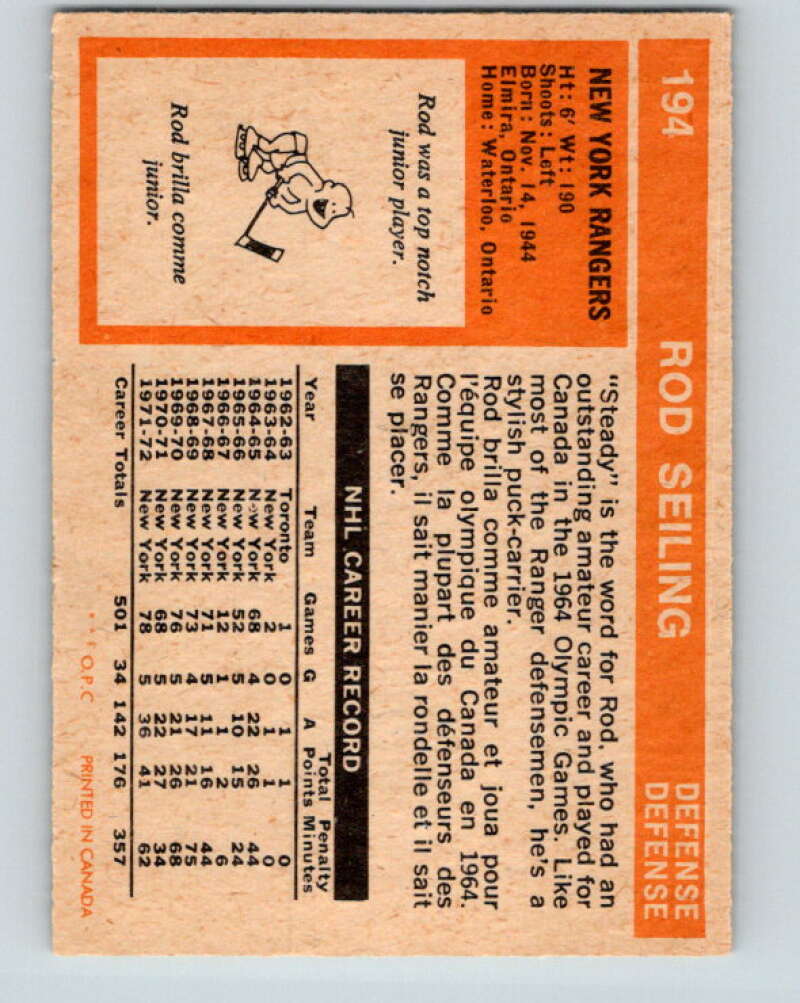 194 ROD SEILING DEFENSE
DEFENSE
NEW YORK RANGERS
Ht: 6' Wt: 190
Shoots: Left
Born: Nov. 14, 1944
Elmira, Ontario
Home: Waterloo, Ontario
Rod was a top notch
junior player.
Rod brilla comme
junior.
"Steady" is the word for Rod, who had an
outstanding amateur career and played for
Canada in the 1964 Olympic Games. Like
most of the Ranger defensemen, he's a
stylish puck-carrier.
Rod brilla comme amateur et joua pour
l'équipe olympique du Canada en 1964.
Comme la plupart des défenseurs des
Rangers, il sait manier la rondelle et il sait
se placer.
NHL CAREER RECORD
Total Penalty
Year Team Games G A Points Minutes
1962-63 Toronto 1 0 1 1 0
1963-64 New York 2 0 1 1 0
1964-65 New York 68 4 22 26 44
1965-66 New York 52 5 10 15 24
1966-67 New York 12 1 1 2 6
1967-68 New York 71 5 11 16 44
1968-69 New York 73 4 17 21 75
1969-70 New York 76 5 21 26 68
1970-71 New York 68 5 22 27 34
1971-72 New York 78 5 36 41 62
Career Totals 501 34 142 176 357
***O.P.C PRINTED IN CANADA